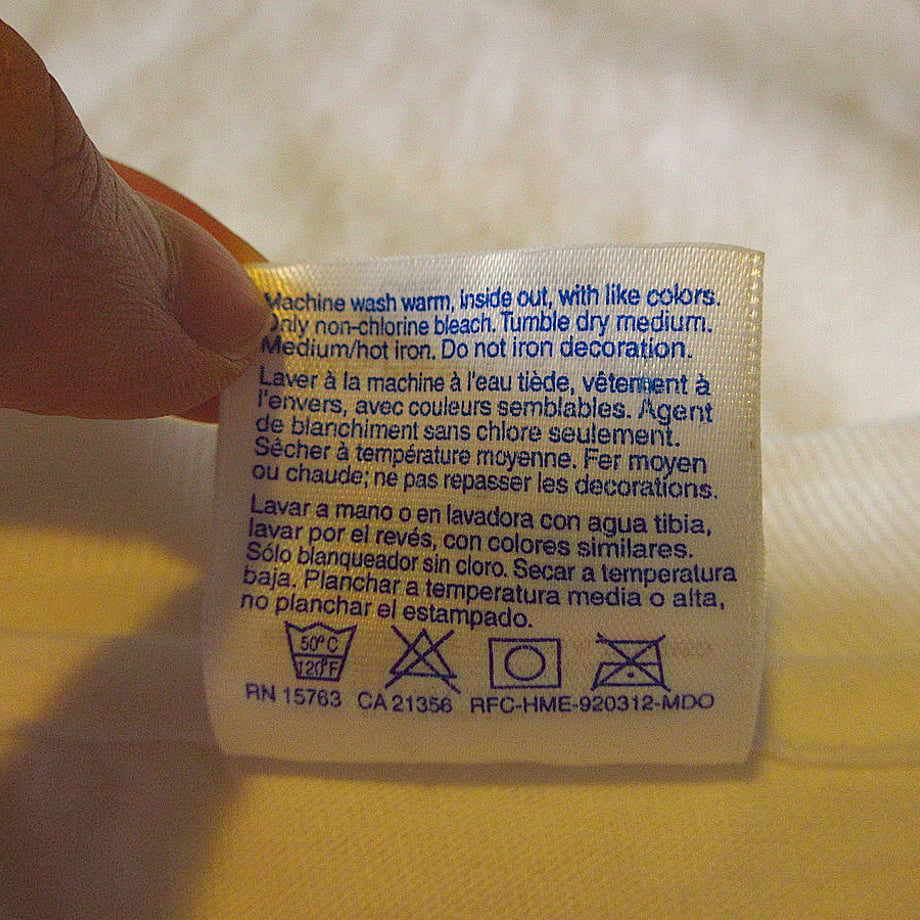 Machine wash warm, inside out, with like colors.
Only non-chlorine bleach. Tumble dry medium.
Medium/hot iron. Do not iron decoration.
Laver à la machine à l'eau tiède, vêtement à
l'envers, avec couleurs semblables. Agent
de blanchiment sans chlore seulement.
Sêcher à température moyenne. Fer moyen
ou chaude; ne pas repasser les decorations.
Lavar a mano o en lavadora con agua tibia,
lavar por el revés, con colores similares.
Sólo blanqueador sin cloro. Secar a temperatura
baja. Planchar a temperatura media o alta,
no planchar el estampado.
50°C
120°F
RN 15763 CA 21356 RFC-HME-920312-MDO